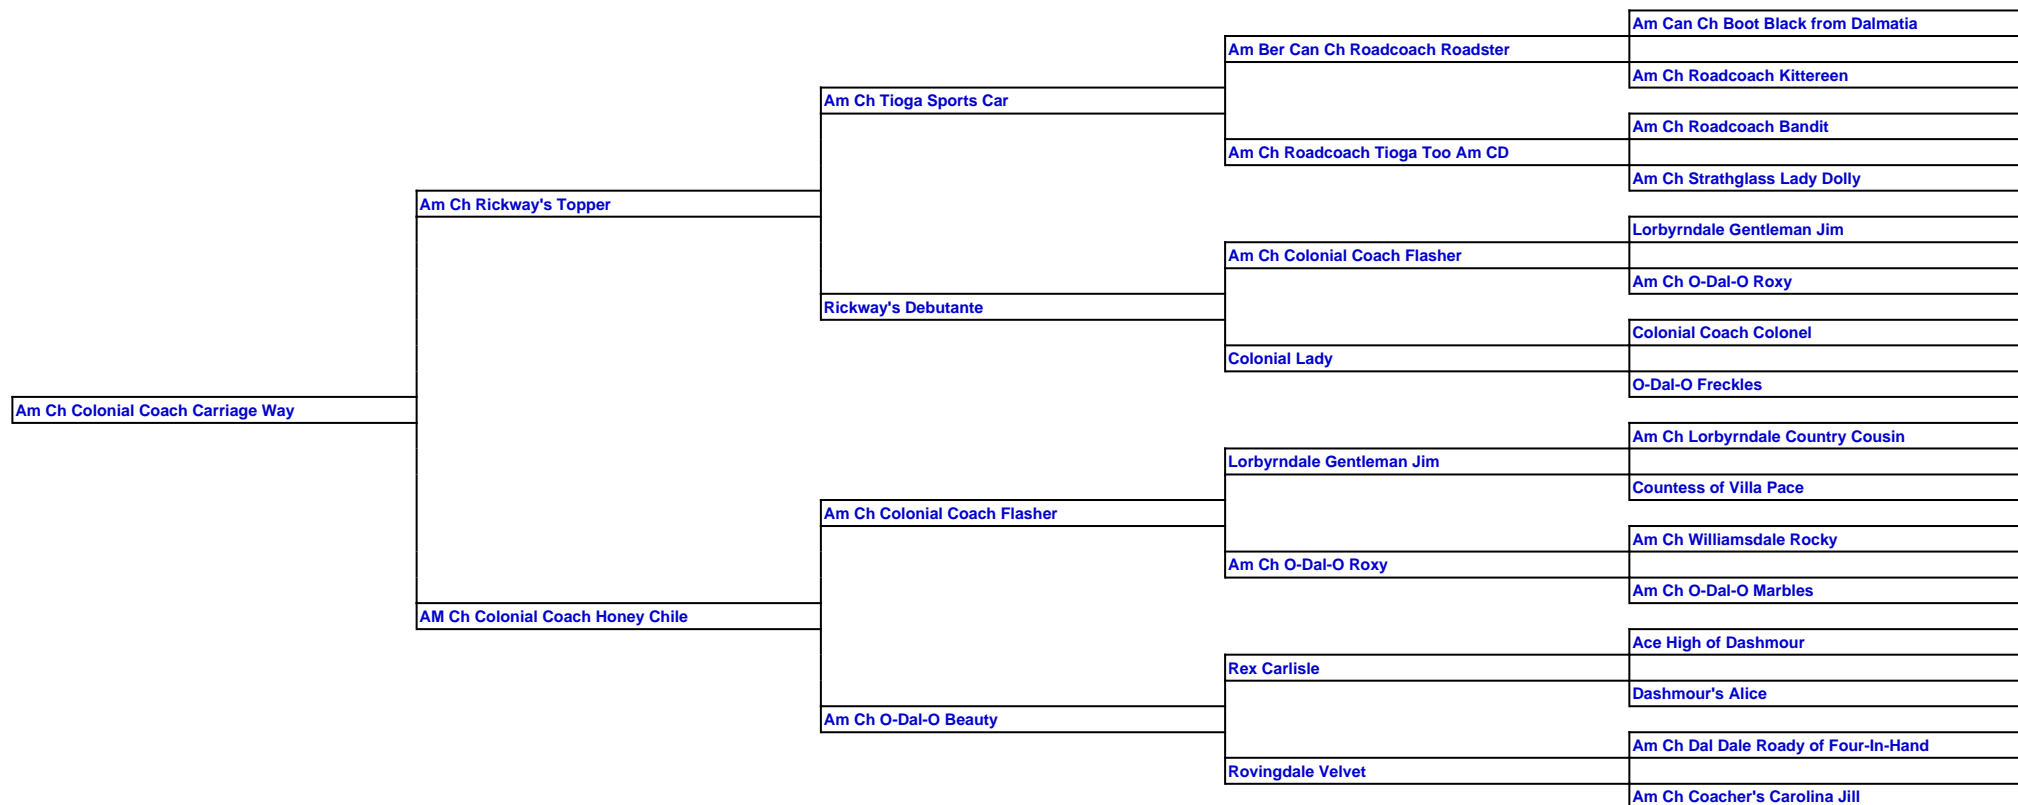 Am Can Ch Boot Black from Dalmatia
Am Ber Can Ch Roadcoach Roadster
Am Ch Roadcoach Kittereen
Am Ch Tioga Sports Car
Am Ch Roadcoach Bandit
Am Ch Roadcoach Tioga Too Am CD
Am Ch Strathglass Lady Dolly
Am Ch Rickway's Topper
Lorbyrndale Gentleman Jim
Am Ch Colonial Coach Flasher
Am Ch O-Dal-O Roxy
Rickway's Debutante
Colonial Coach Colonel
Colonial Lady
O-Dal-O Freckles
Am Ch Colonial Coach Carriage Way
Am Ch Lorbyrndale Country Cousin
Lorbyrndale Gentleman Jim
Countess of Villa Pace
Am Ch Colonial Coach Flasher
Am Ch Williamsdale Rocky
Am Ch O-Dal-O Roxy
Am Ch O-Dal-O Marbles
AM Ch Colonial Coach Honey Chile
Ace High of Dashmour
Rex Carlisle
Dashmour's Alice
Am Ch O-Dal-O Beauty
Am Ch Dal Dale Roady of Four-In-Hand
Rovingdale Velvet
Am Ch Coacher's Carolina Jill